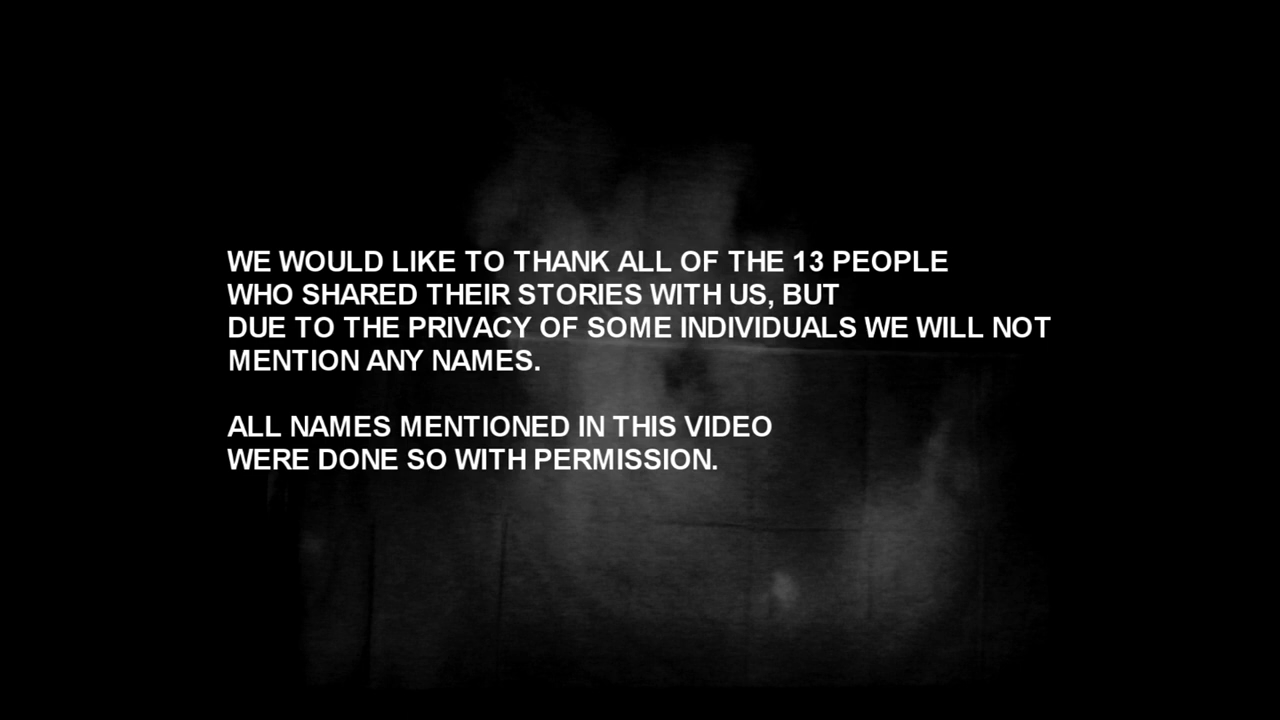 WE WOULD LIKE TO THANK ALL OF THE 13 PEOPLE
WHO SHARED THEIR STORIES WITH US, BUT
DUE TO THE PRIVACY OF SOME INDIVIDUALS WE WILL NOT
MENTION ANY NAMES.
ALL NAMES MENTIONED IN THIS VIDEO
WERE DONE SO WITH PERMISSION.